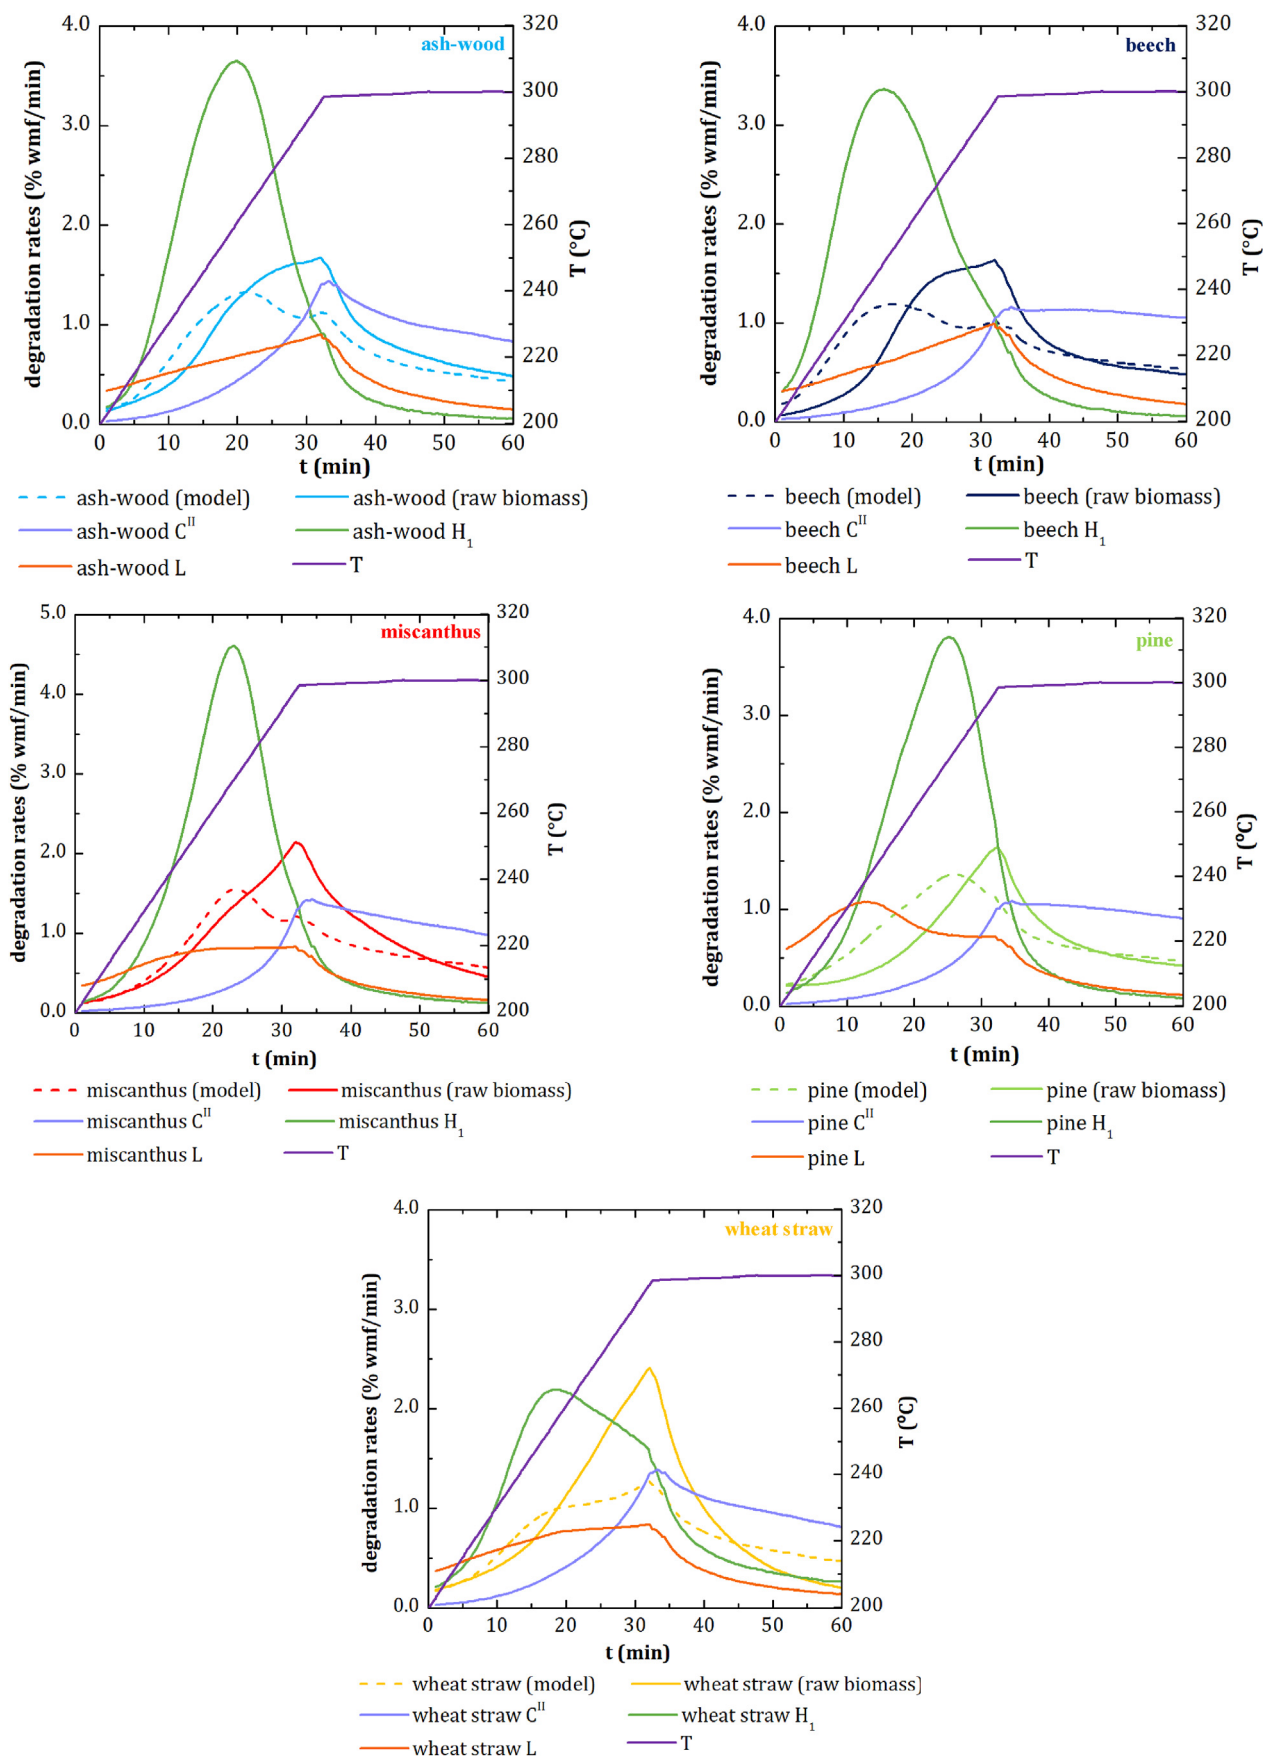 ash-wood
degradation rates (% wmf/min)
4.0
3.0
2.0
1.0
0.0
320
300
280
260
240
220
200
T (°C)
0 10 20 30 40 50 60
t (min)
ash-wood (model) ash-wood (raw biomass)
ash-wood C^II ash-wood H_1
ash-wood L T
beech
degradation rates (% wmf/min)
4.0
3.0
2.0
1.0
0.0
320
300
280
260
240
220
200
T (°C)
0 10 20 30 40 50 60
t (min)
beech (model) beech (raw biomass)
beech C^II beech H_1
beech L T
miscanthus
degradation rates (% wmf/min)
5.0
4.0
3.0
2.0
1.0
0.0
320
300
280
260
240
220
200
T (°C)
0 10 20 30 40 50 60
t (min)
miscanthus (model) miscanthus (raw biomass)
miscanthus C^II miscanthus H_1
miscanthus L T
pine
degradation rates (% wmf/min)
4.0
3.0
2.0
1.0
0.0
320
300
280
260
240
220
200
T (ºC)
0 10 20 30 40 50 60
t (min)
pine (model) pine (raw biomass)
pine C^II pine H_1
pine L T
wheat straw
degradation rates (% wmf/min)
4.0
3.0
2.0
1.0
0.0
320
300
280
260
240
220
200
T (ºC)
0 10 20 30 40 50 60
t (min)
wheat straw (model) wheat straw (raw biomass)
wheat straw C^II wheat straw H_1
wheat straw L T